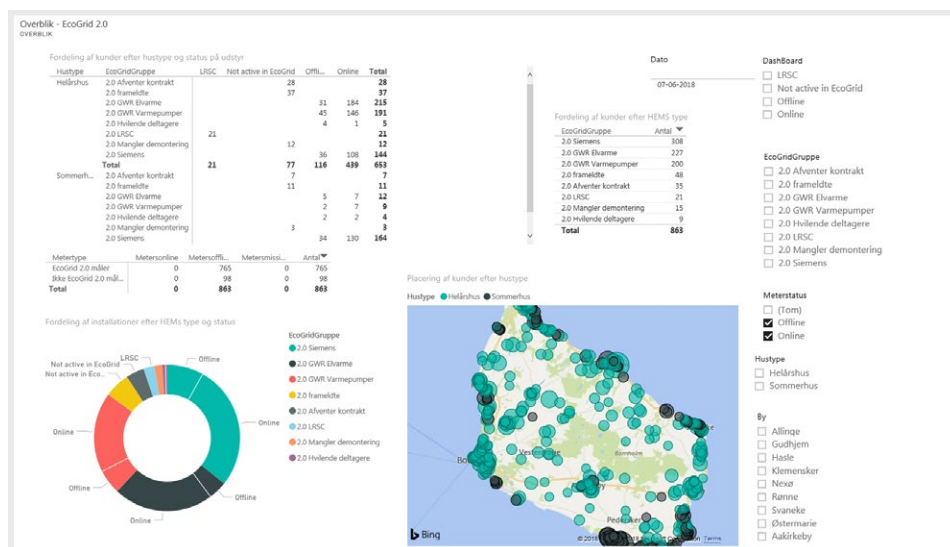 Overblik - EcoGrid 2.0
OVERBLIK
Fordeling af kunder efter hustype og status på udstyr
Hustype EcoGridGruppe LRSC Not active in EcoGrid Offli... Online Total
Helårshus 2.0 Afventer kontrakt 28 28
2.0 frameldte 37 37
2.0 GWR Elvarme 31 184 215
2.0 GWR Varmepumper 45 146 191
2.0 Hvilende deltagere 4 1 5
2.0 LRSC 21 21
2.0 Mangler demontering 12 12
2.0 Siemens 36 108 144
Total 21 77 116 439 653
Sommerh... 2.0 Afventer kontrakt 7 7
2.0 frameldte 11 11
2.0 GWR Elvarme 5 7 12
2.0 GWR Varmepumper 2 7 9
2.0 Hvilende deltagere 2 2 4
2.0 Mangler demontering 3 3
2.0 Siemens 34 130 164
Metertype Metersonline Metersoffli... Metersmissi... Antal
EcoGrid 2.0 måler 0 765 0 765
Ikke EcoGrid 2.0 mål... 0 98 0 98
Total 0 863 0 863
Dato
07-06-2018
Fordeling af kunder efter HEMS type
EcoGridGruppe Antal
2.0 Siemens 308
2.0 GWR Elvarme 227
2.0 GWR Varmepumper 200
2.0 frameldte 48
2.0 Afventer kontrakt 35
2.0 LRSC 21
2.0 Mangler demontering 15
2.0 Hvilende deltagere 9
Total 863
DashBoard
LRSC
Not active in EcoGrid
Offline
Online
EcoGridGruppe
2.0 Afventer kontrakt
2.0 frameldte
2.0 GWR Elvarme
2.0 GWR Varmepumper
2.0 Hvilende deltagere
2.0 LRSC
2.0 Mangler demontering
2.0 Siemens
Meterstatus
(Tom)
Offline
Online
Hustype
Helårshus
Sommerhus
By
Allinge
Gudhjem
Hasle
Klemensker
Nexø
Rønne
Svaneke
Østermarie
Aakirkeby
Fordeling af installationer efter HEMs type og status
LRSC
Not active in EcoGrid
Not active in Eco...
Offline
Online
Offline
Online
Offline
Online
EcoGridGruppe
2.0 Siemens
2.0 GWR Elvarme
2.0 GWR Varmepumper
2.0 frameldte
2.0 Afventer kontrakt
2.0 LRSC
2.0 Mangler demontering
2.0 Hvilende deltagere
Placering af kunder efter hustype
Hustype Helårshus Sommerhus
Bornholm
Bing
Terms